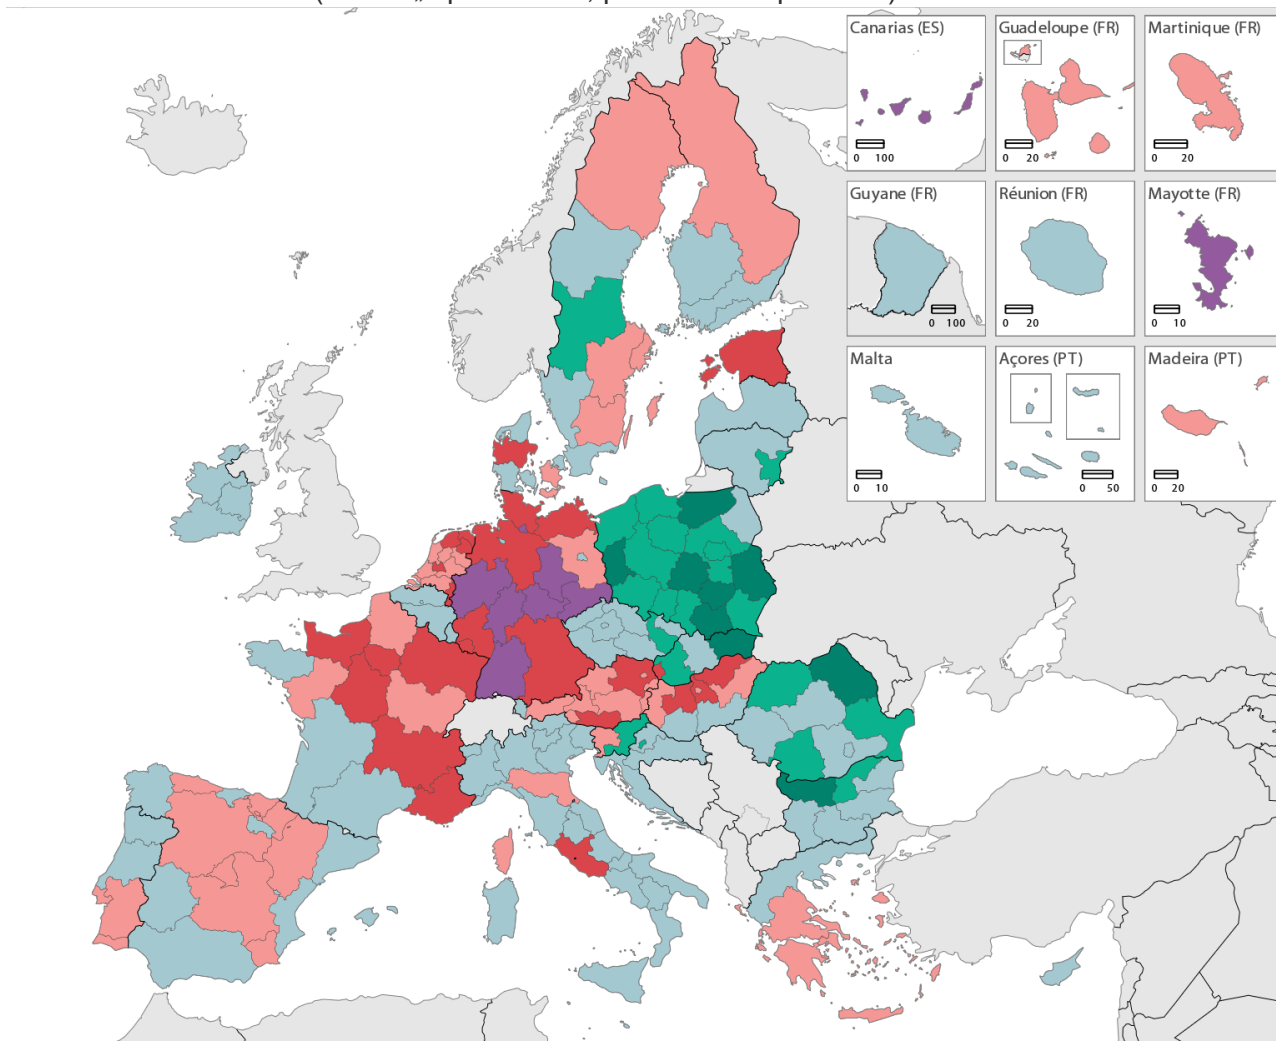 Canarias (ES)
0 100
Guadeloupe (FR)
0 20
Martinique (FR)
0 20
Guyane (FR)
0 100
Réunion (FR)
0 20
Mayotte (FR)
0 10
Malta
0 10
Açores (PT)
0 50
Madeira (PT)
0 20